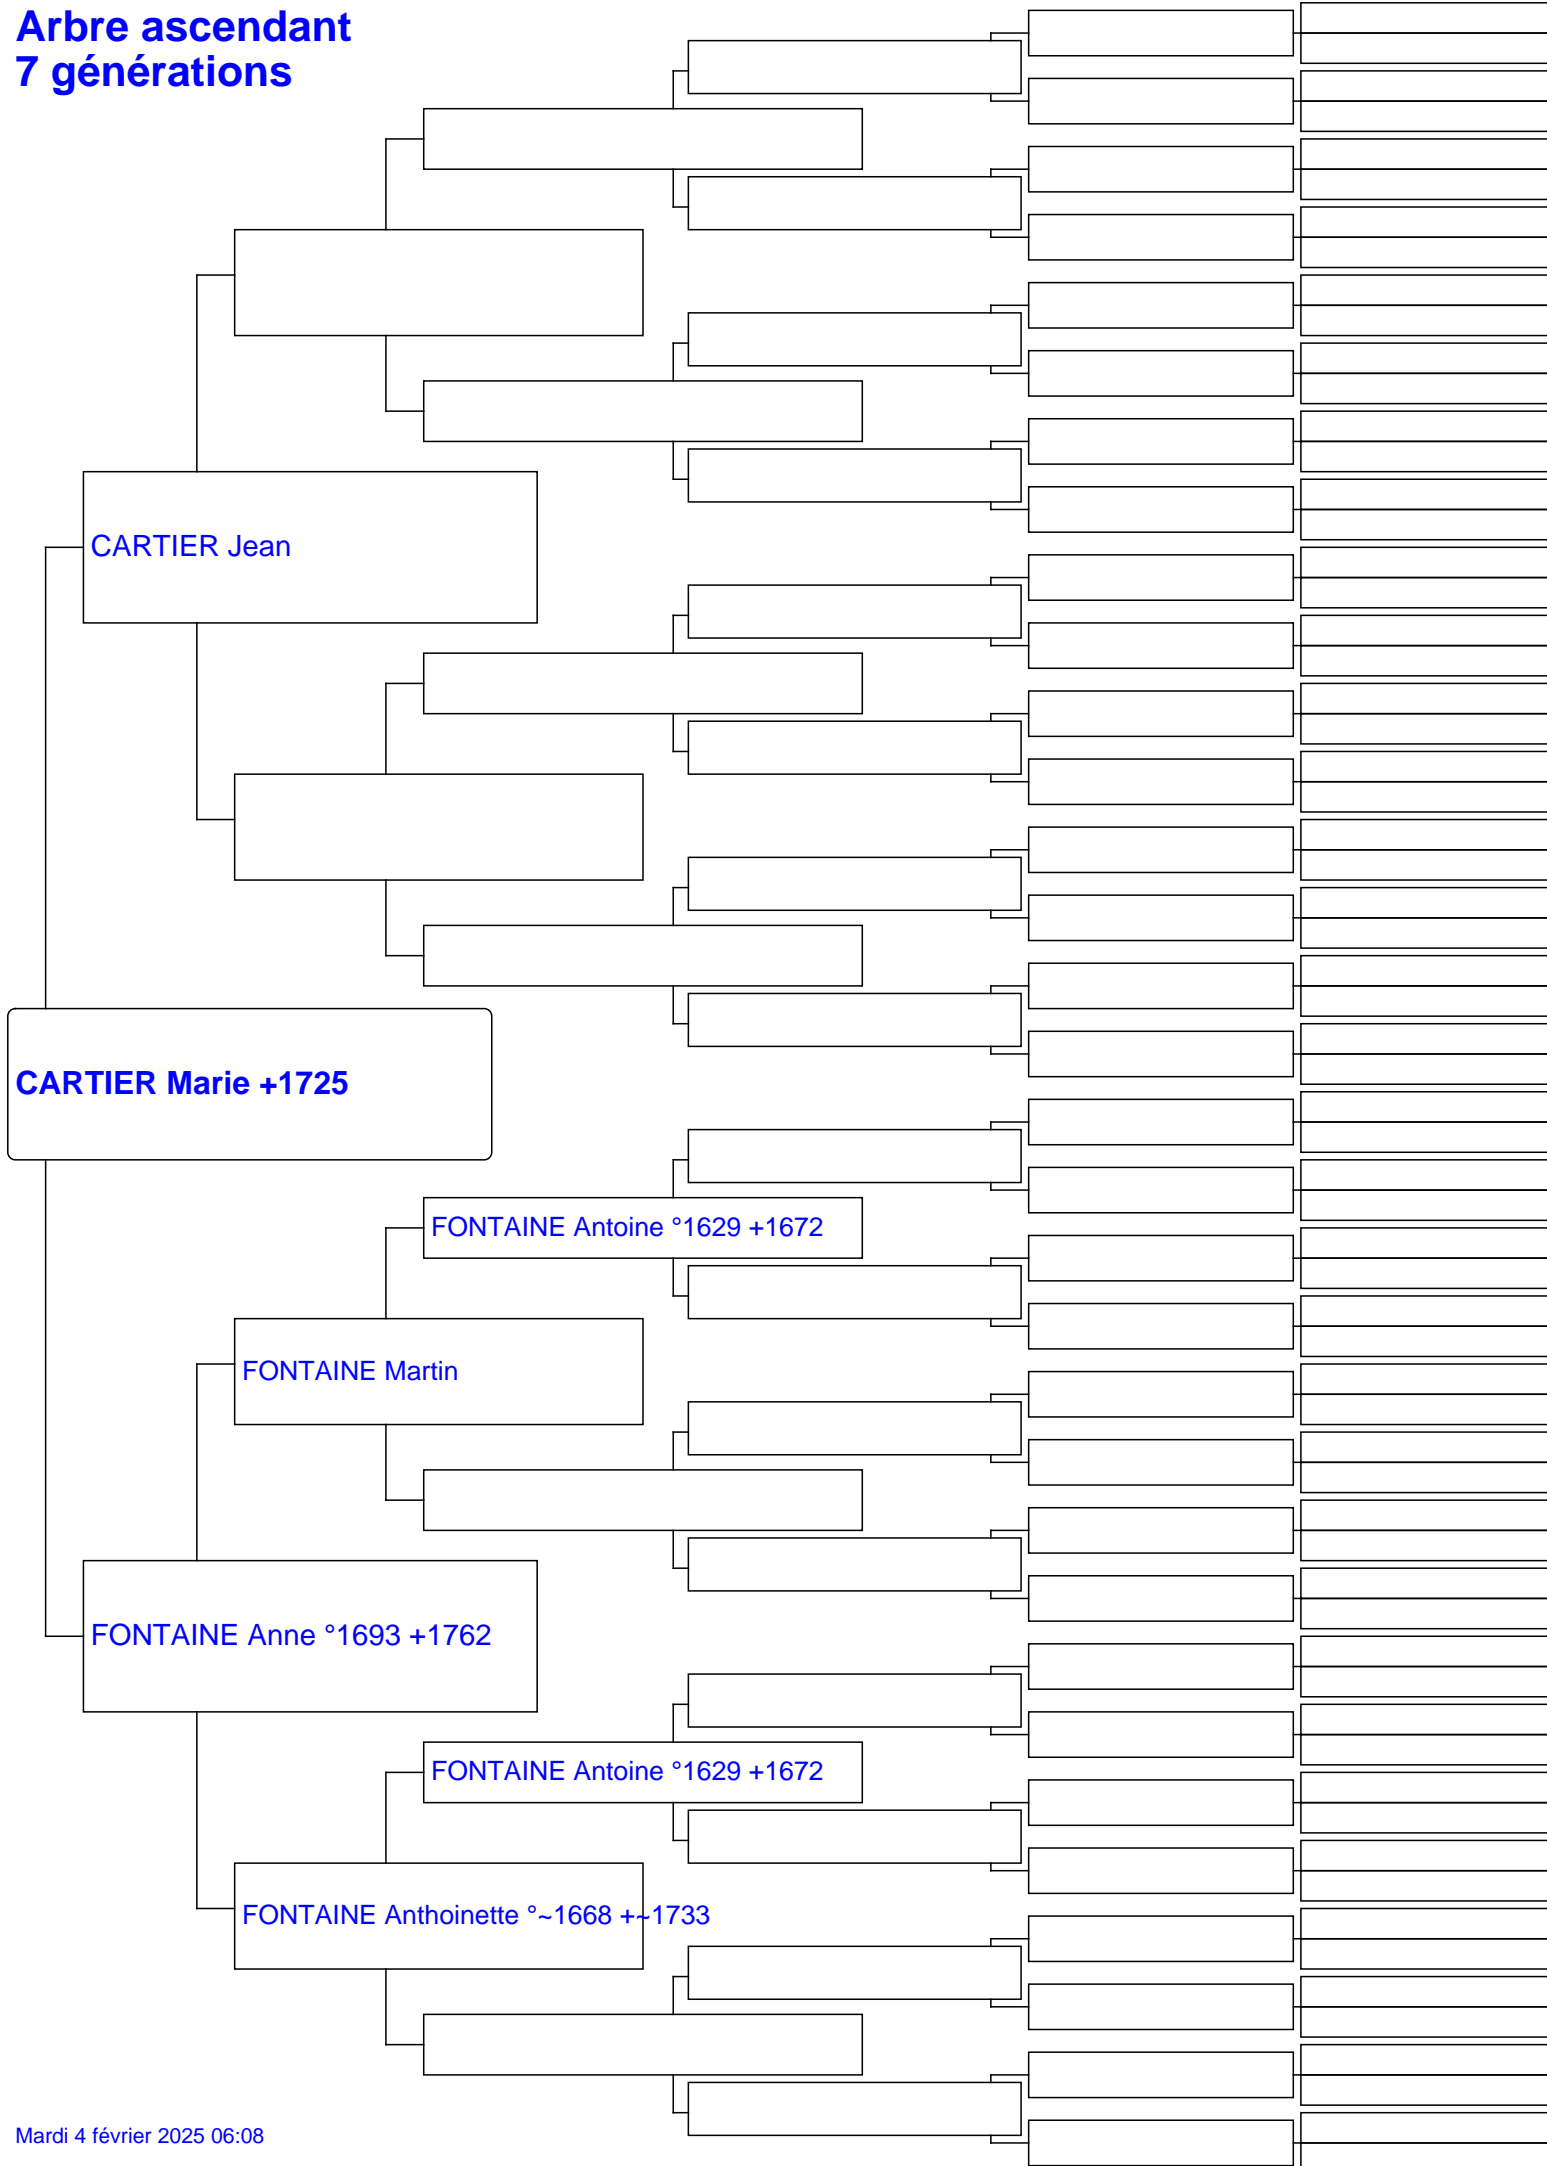 Arbre ascendant
7 générations
CARTIER Jean
CARTIER Marie +1725
FONTAINE Antoine °1629 +1672
FONTAINE Martin
FONTAINE Anne °1693 +1762
FONTAINE Antoine °1629 +1672
FONTAINE Anthoinette °~1668 +~1733
Mardi 4 février 2025 06:08